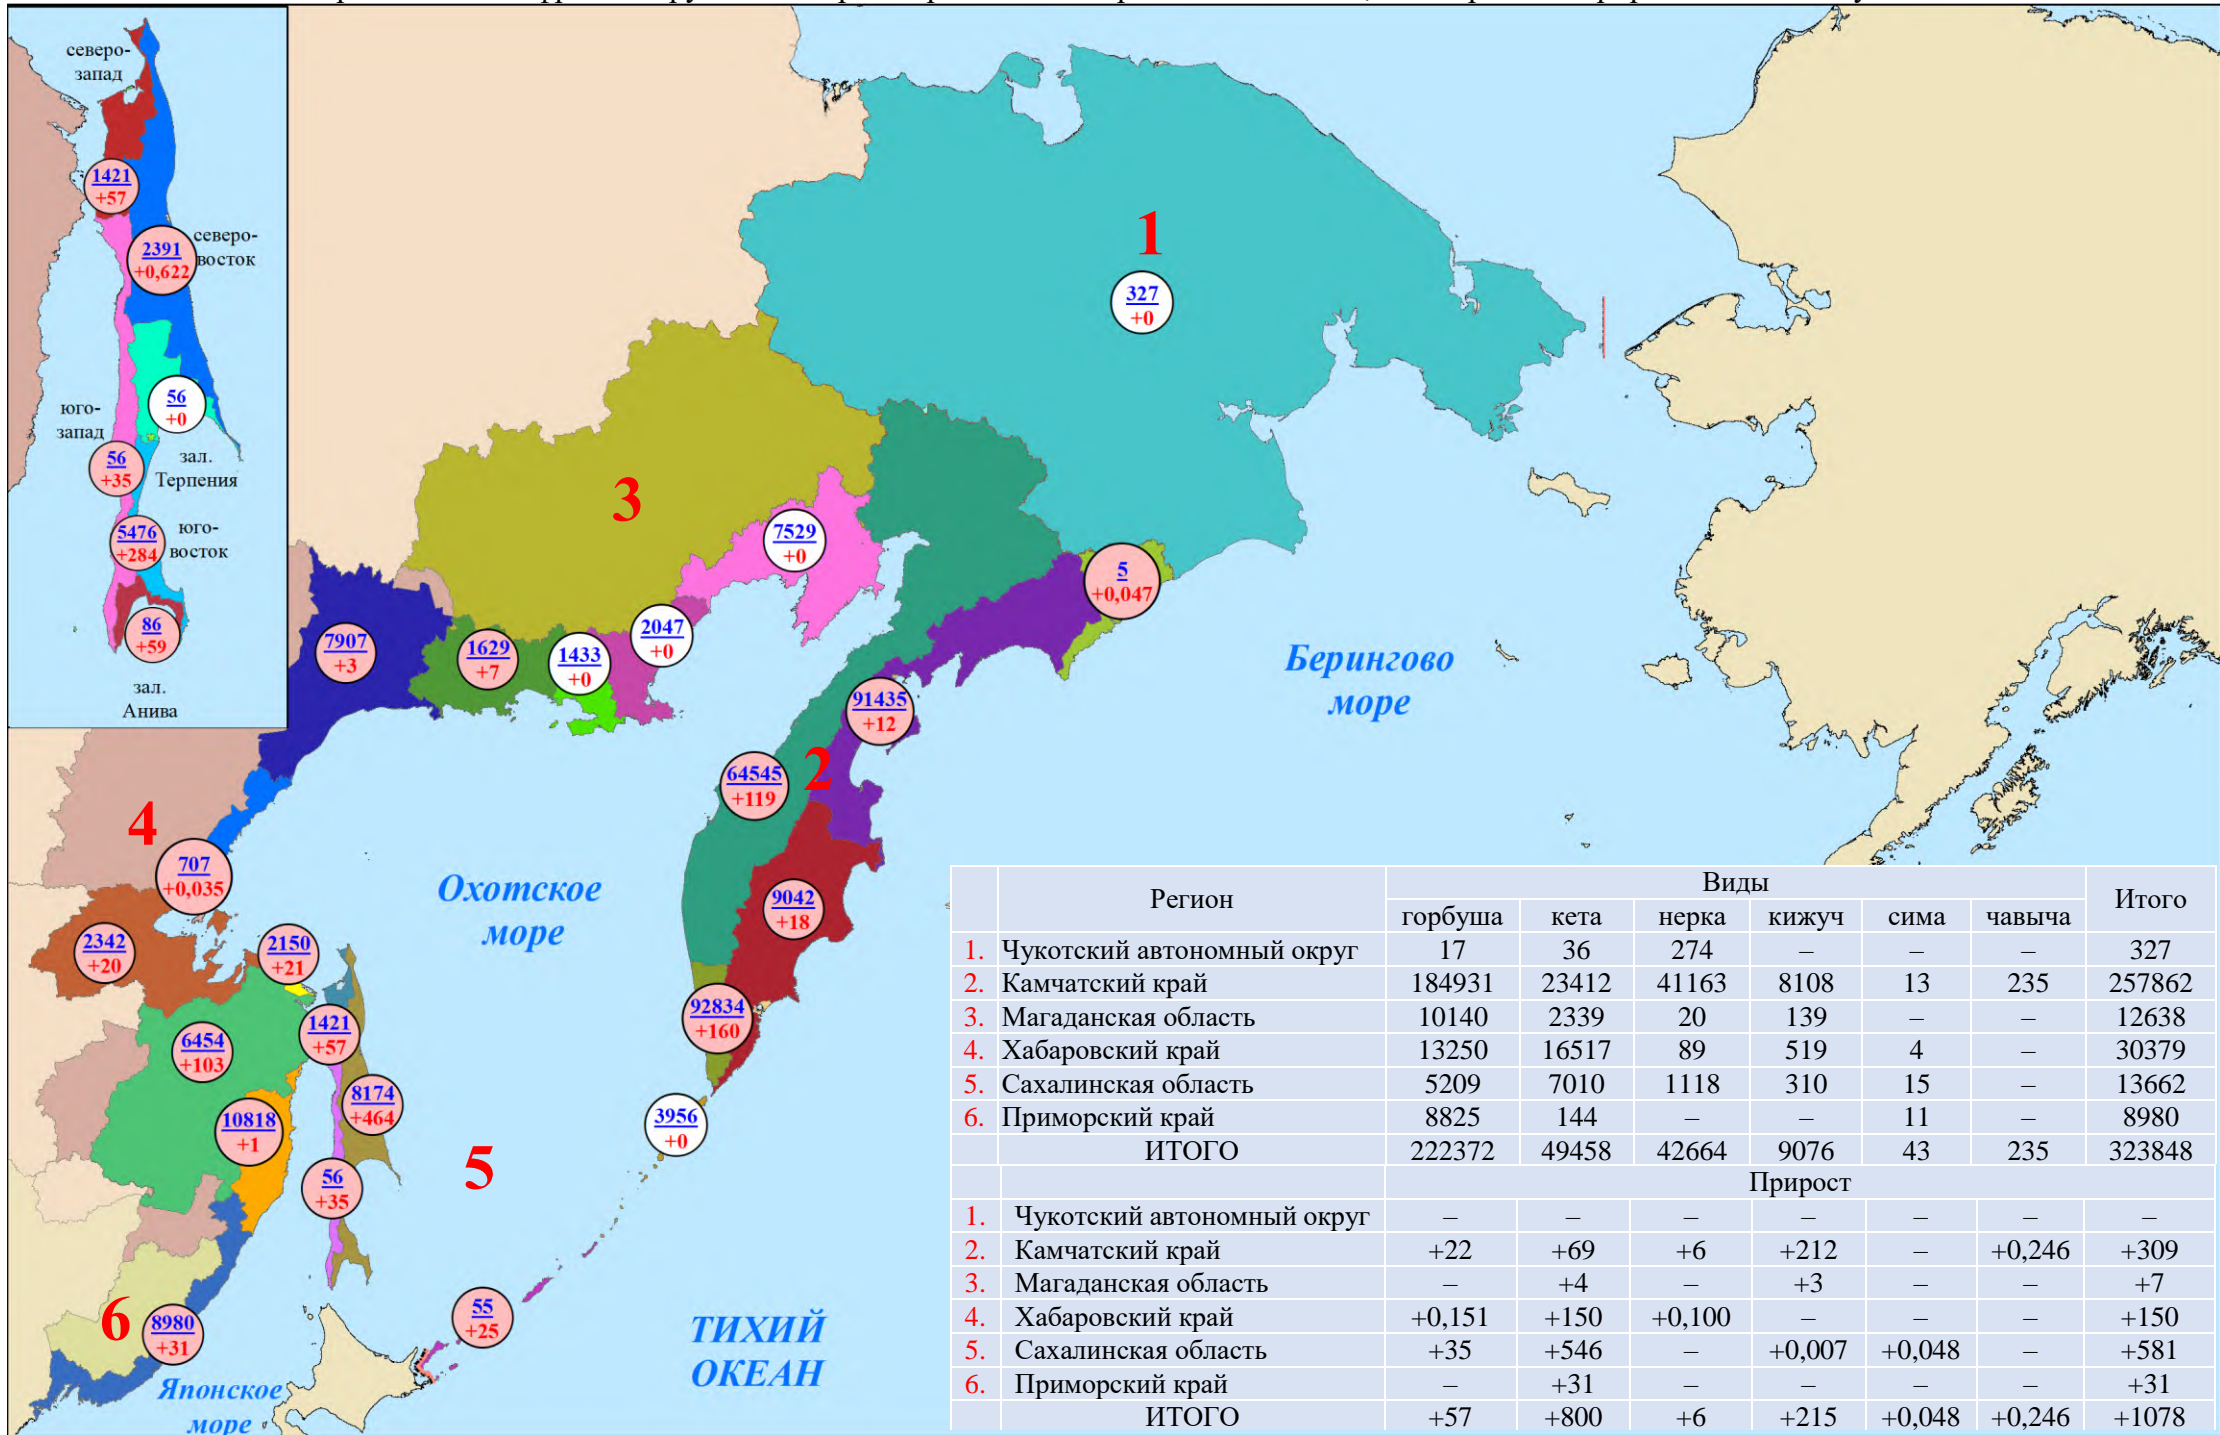 северо-
запад
1421
+57
северо-
восток
2391
+0,622
56
+0
юго-
запад
зал.
Терпения
56
+35
юго-
восток
5476
+284
86
+59
зал.
Анива
1
327
+0
3
7529
+0
5
+0,047
2047
+0
7907
+3
1629
+7
1433
+0
Берингово
море
91435
+12
2
64545
+119
4
707
+0,035
Охотское
море
9042
+18
2342
+20
2150
+21
92834
+160
1421
+57
6454
+103
8174
+464
10818
+1
3956
+0
5
56
+35
6
8980
+31
55
+25
ТИХИЙ
ОКЕАН
Японское
море
Регион Виды Итого
горбуша кета нерка кижуч сима чавыча
1. Чукотский автономный округ 17 36 274 – – – 327
2. Камчатский край 184931 23412 41163 8108 13 235 257862
3. Магаданская область 10140 2339 20 139 – – 12638
4. Хабаровский край 13250 16517 89 519 4 – 30379
5. Сахалинская область 5209 7010 1118 310 15 – 13662
6. Приморский край 8825 144 – – 11 – 8980
ИТОГО 222372 49458 42664 9076 43 235 323848
Прирост
1. Чукотский автономный округ – – – – – – –
2. Камчатский край +22 +69 +6 +212 – +0,246 +309
3. Магаданская область – +4 – +3 – – +7
4. Хабаровский край +0,151 +150 +0,100 – – – +150
5. Сахалинская область +35 +546 – +0,007 +0,048 – +581
6. Приморский край – +31 – – – – +31
ИТОГО +57 +800 +6 +215 +0,048 +0,246 +1078